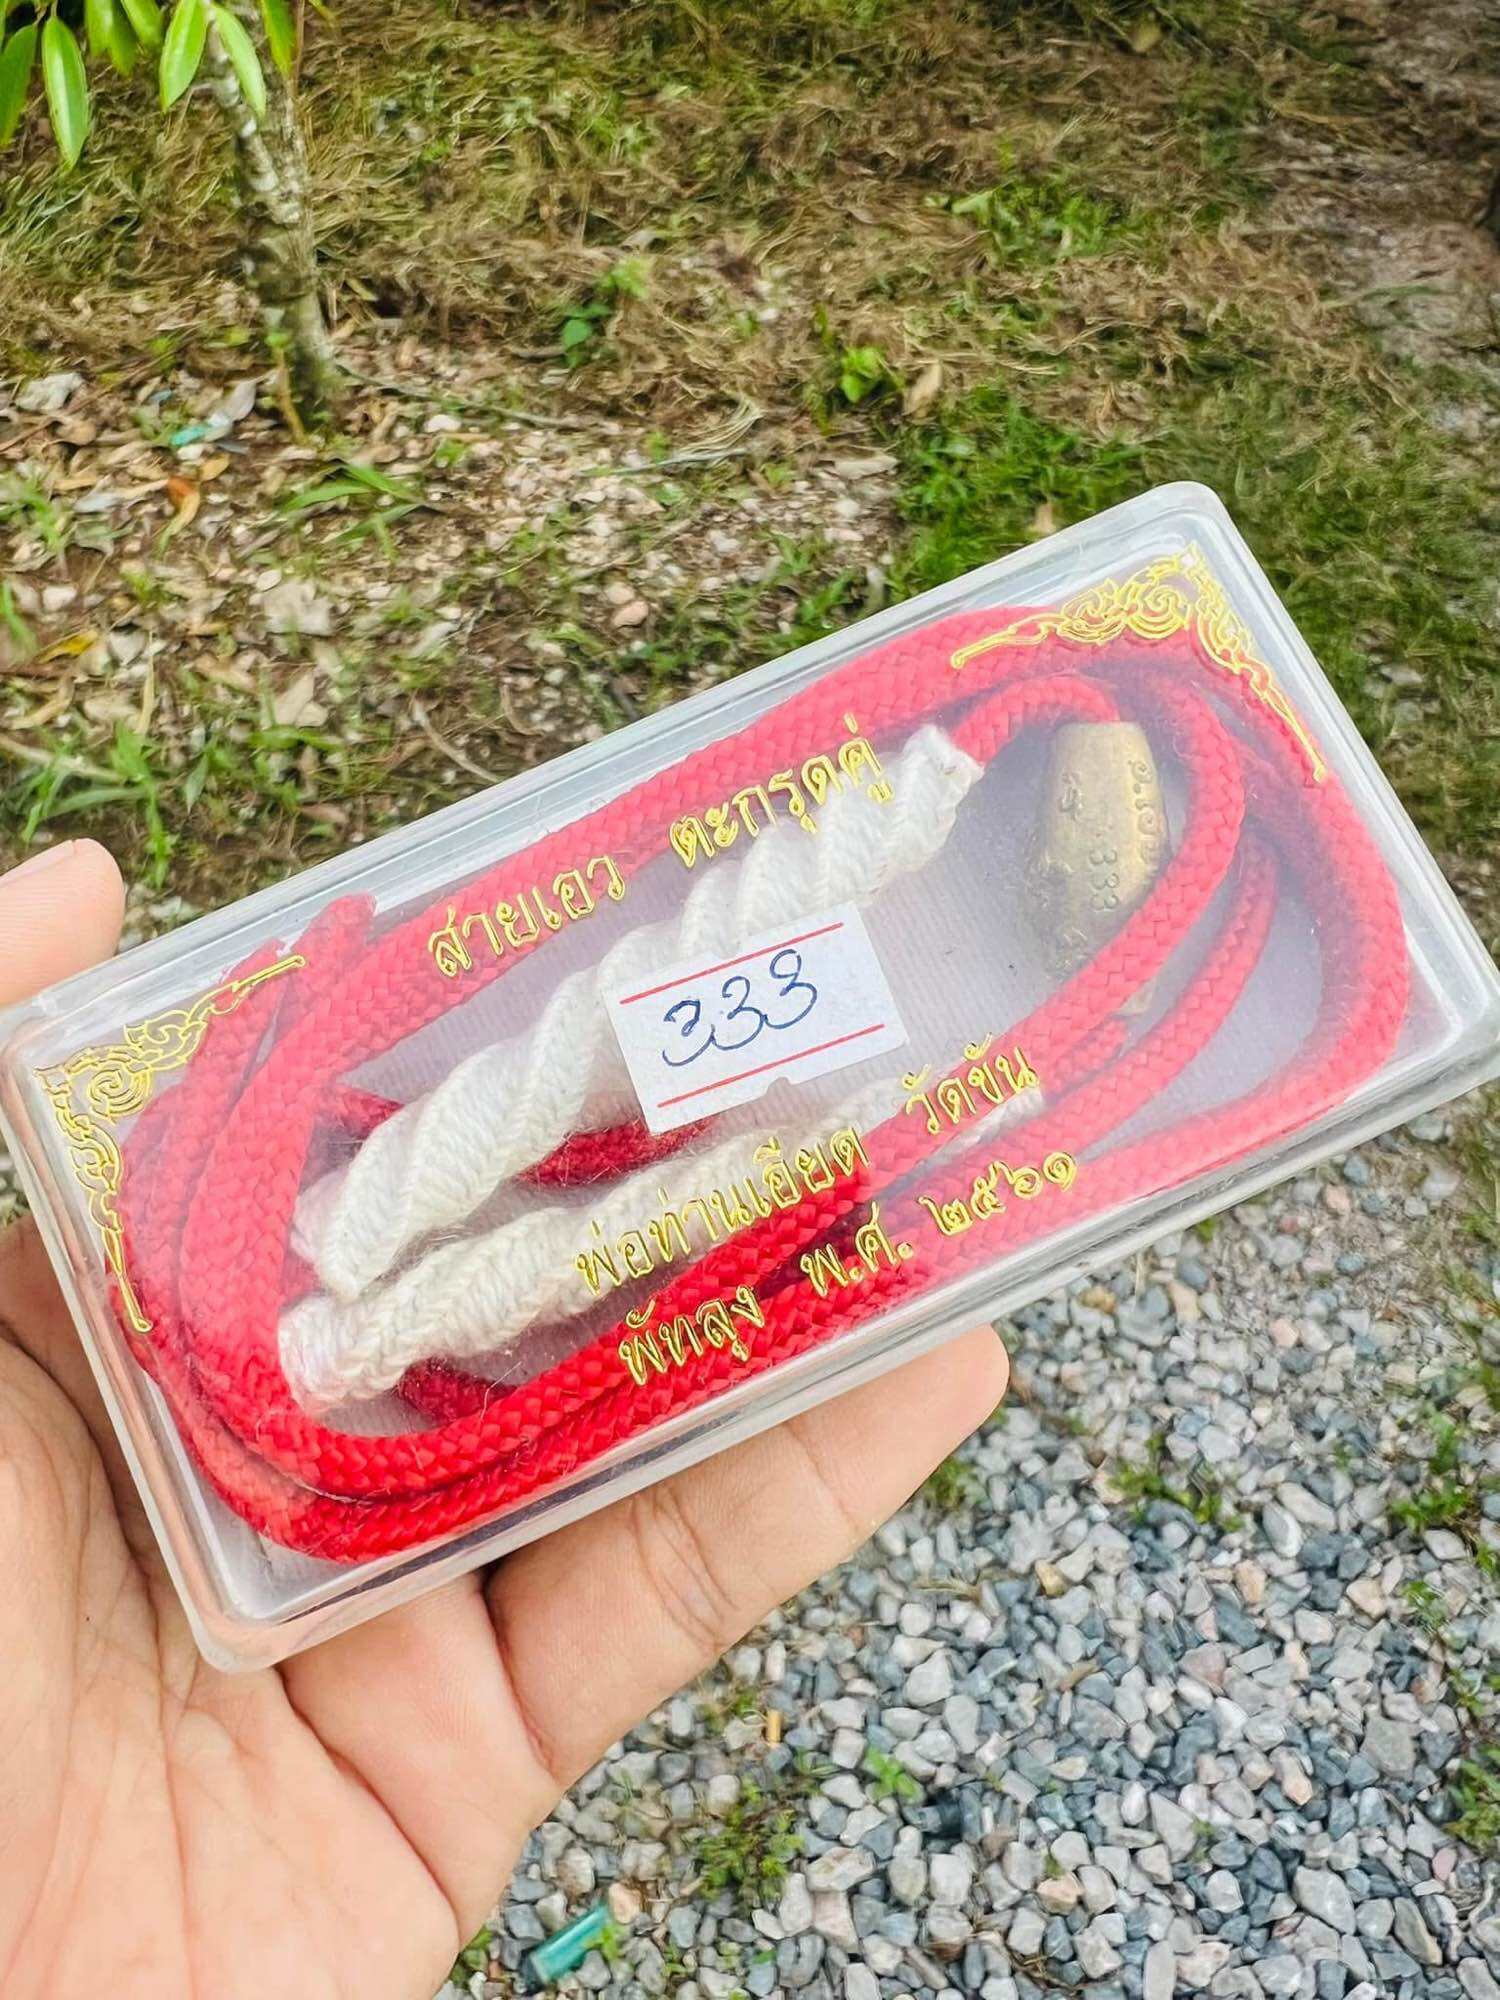 สายเอว ตะกรุดคู่
333
333
พ่อท่านเอียด วัดขัน
พัทลุง พ.ศ. ๒๕๖๑